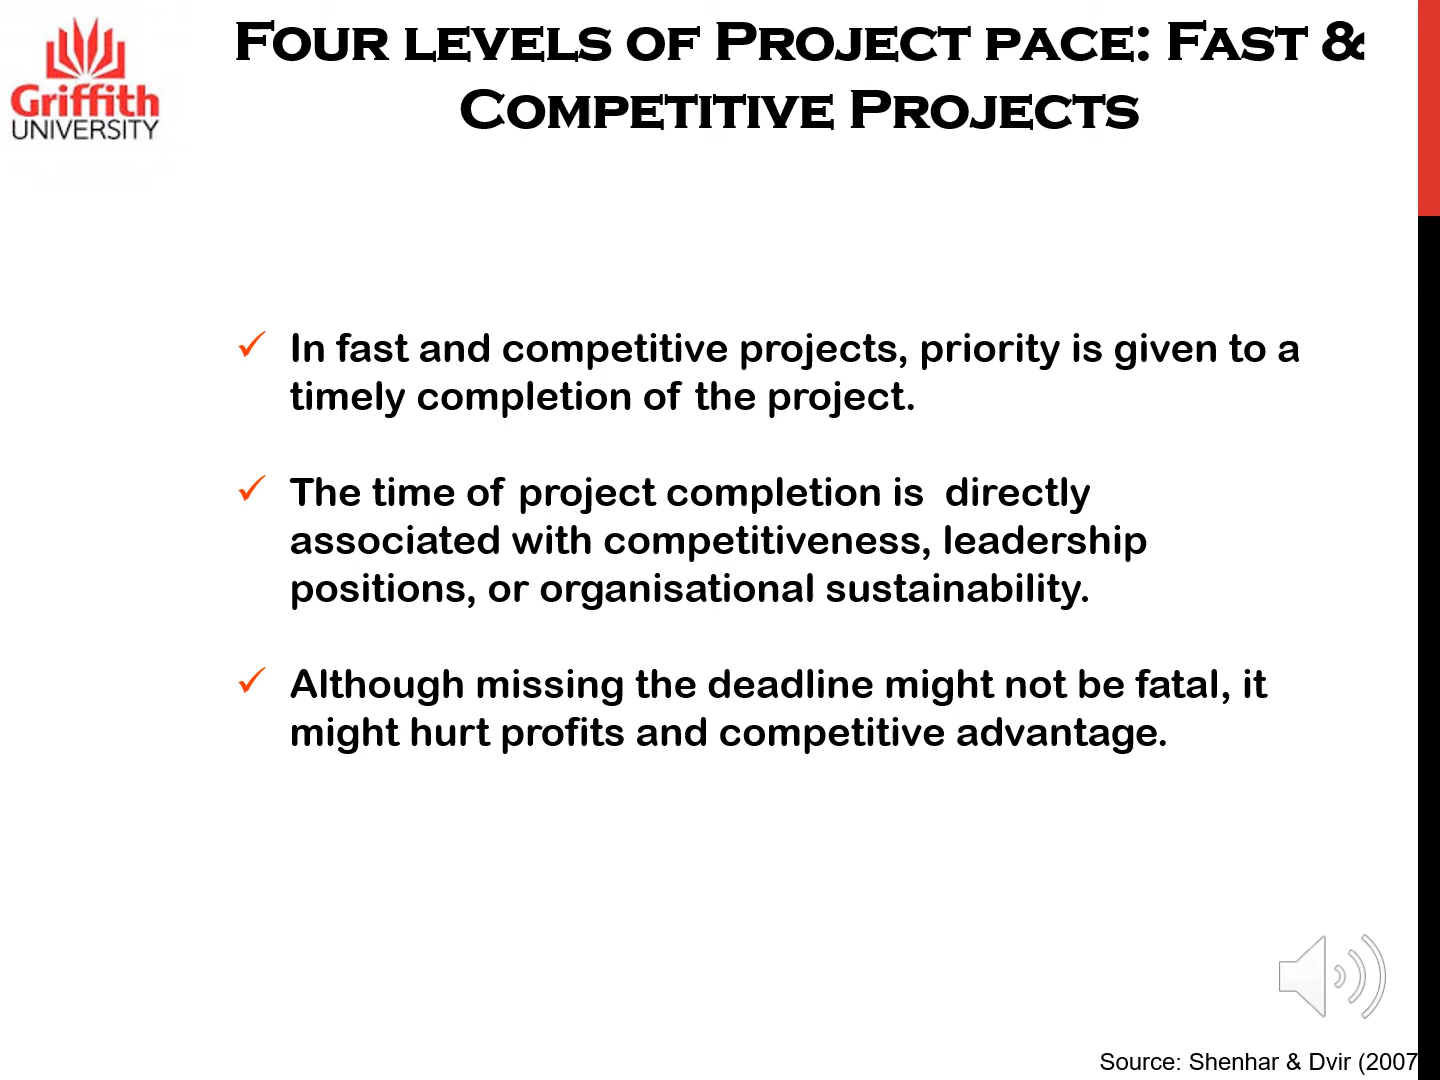 Griffith
UNIVERSITY
Four levels of Project pace: Fast &
Competitive Projects
In fast and competitive projects, priority is given to a
timely completion of the project.
The time of project completion is directly
associated with competitiveness, leadership
positions, or organisational sustainability.
Although missing the deadline might not be fatal, it
might hurt profits and competitive advantage.
Source: Shenhar & Dvir (2007